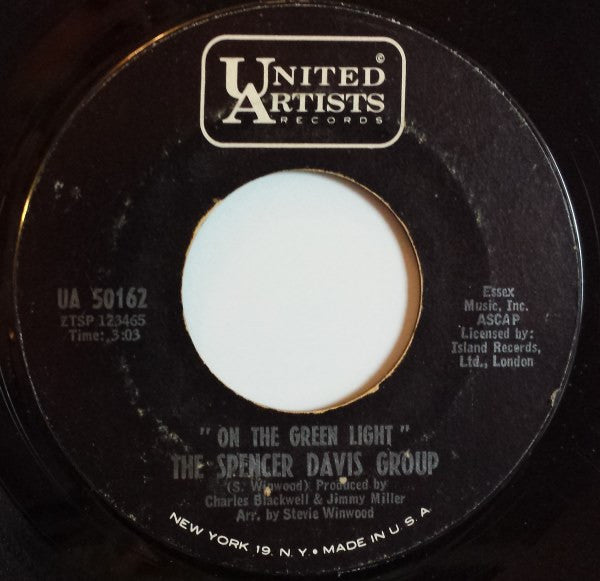 UNITED ©
ARTISTS
RECORDS
UA 50162
ZTSP 123465
Time: 3:03
Essex
Music, Inc.
ASCAP
Licensed by:
Island Records,
Ltd., London
"ON THE GREEN LIGHT"
THE SPENCER DAVIS GROUP
(S. Winwood) Produced by
Charles Blackwell & Jimmy Miller
Arr. by Stevie Winwood
NEW YORK 19, N.Y. • MADE IN U.S.A